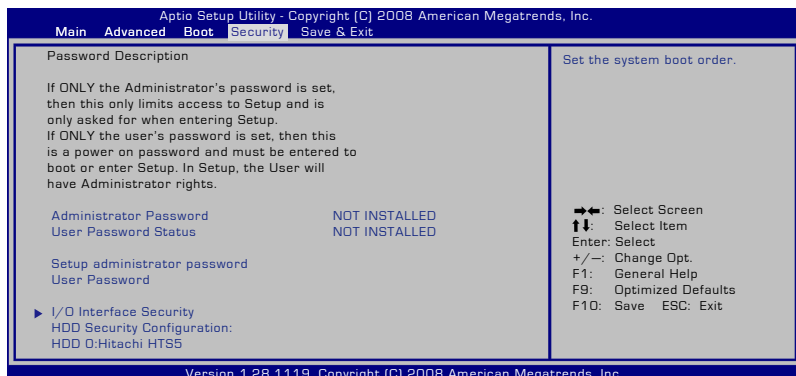 Aptio Setup Utility - Copyright (C) 2008 American Megatrends, Inc.
Main Advanced Boot Security Save & Exit
Password Description
If ONLY the Administrator's password is set,
then this only limits access to Setup and is
only asked for when entering Setup.
If ONLY the user's password is set, then this
is a power on password and must be entered to
boot or enter Setup. In Setup, the User will
have Administrator rights.
Administrator Password NOT INSTALLED
User Password Status NOT INSTALLED
Setup administrator password
User Password
I/O Interface Security
HDD Security Configuration:
HDD 0:Hitachi HTS5
Set the system boot order.
→←: Select Screen
↑↓: Select Item
Enter: Select
+/—: Change Opt.
F1: General Help
F9: Optimized Defaults
F10: Save ESC: Exit
Version 1.28.1119. Copyright (C) 2008 American Megatrends, Inc.